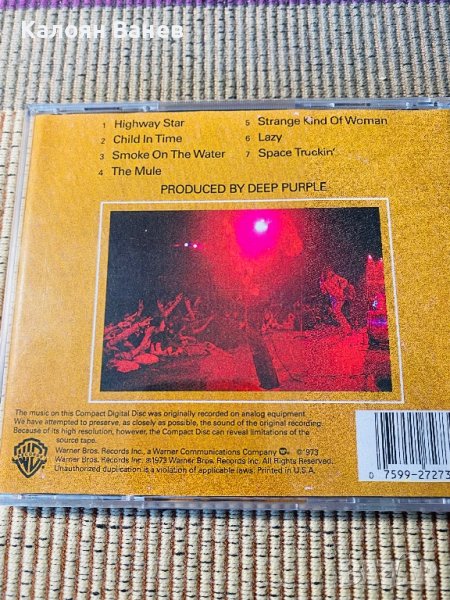 Калоян Ванев
1 Highway Star
2 Child In Time
3 Smoke On The Water
4 The Mule
5 Strange Kind Of Woman
6 Lazy
7 Space Truckin'
PRODUCED BY DEEP PURPLE
The music on this Compact Digital Disc was originally recorded on analog equipment.
We have attempted to preserve, as closely as possible, the sound of the original recording.
Because of its high resolution, however, the Compact Disc can reveal limitations of the
source tape.
Warner Bros. Records Inc., a Warner Communications Company ℗ © 1973
Warner Bros. Records Inc. ℗ 1973 Warner Bros. Records Inc. All Rights Reserved.
Unauthorized duplication is a violation of applicable laws. Printed in U.S.A.
0 7599-27273